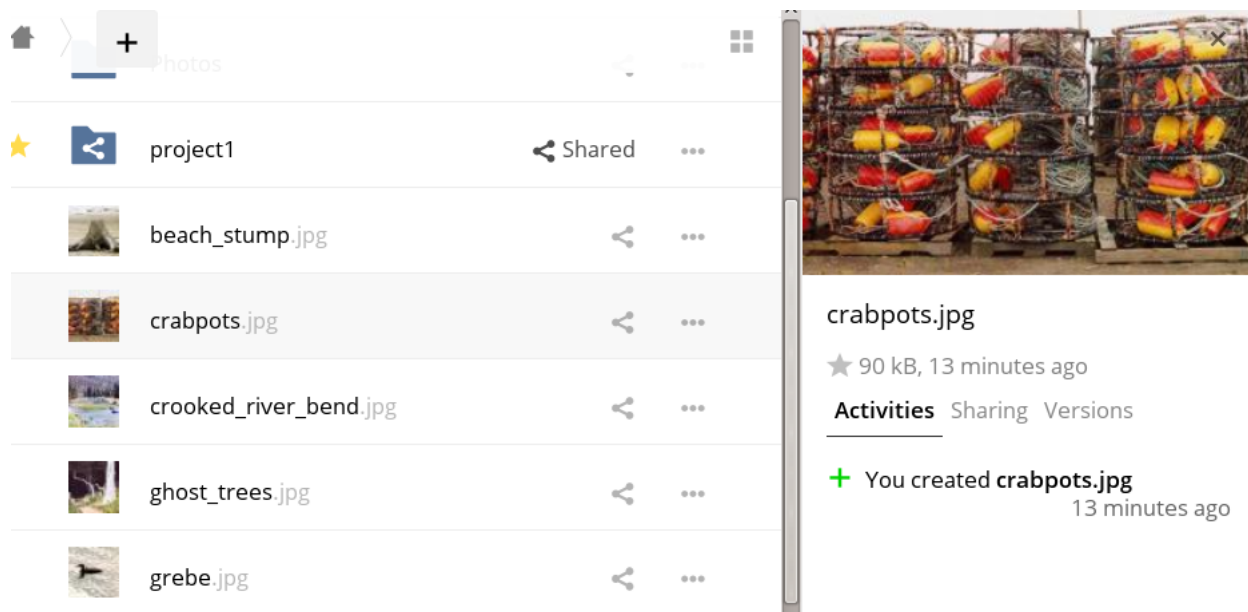 +
Photos
project1
Shared
beach_stump.jpg
crabpots.jpg
crooked_river_bend.jpg
ghost_trees.jpg
grebe.jpg
crabpots.jpg
90 kB, 13 minutes ago
Activities Sharing Versions
You created crabpots.jpg
13 minutes ago